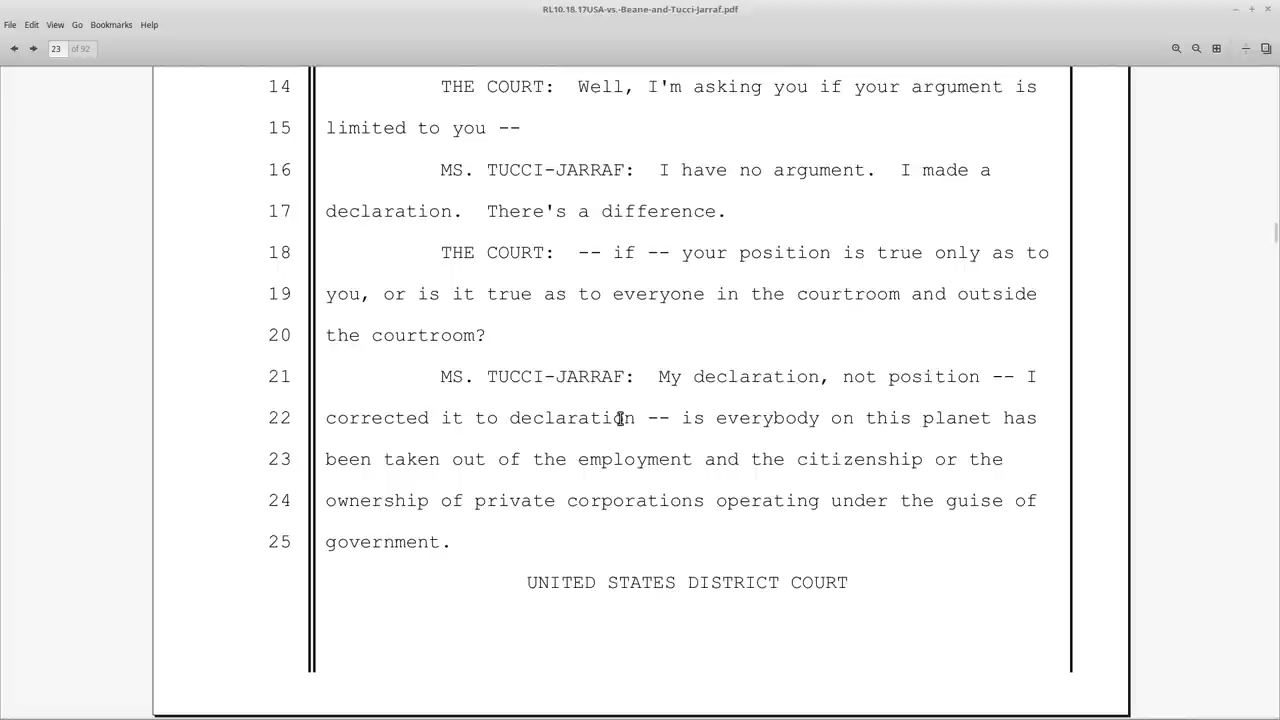 RL10.18.17USA-vs.-Beane-and-Tucci-Jarraf.pdf
File Edit View Go Bookmarks Help
23 of 92
14 THE COURT: Well, I'm asking you if your argument is
15 limited to you --
16 MS. TUCCI-JARRAF: I have no argument. I made a
17 declaration. There's a difference.
18 THE COURT: -- if -- your position is true only as to
19 you, or is it true as to everyone in the courtroom and outside
20 the courtroom?
21 MS. TUCCI-JARRAF: My declaration, not position -- I
22 corrected it to declaration -- is everybody on this planet has
23 been taken out of the employment and the citizenship or the
24 ownership of private corporations operating under the guise of
25 government.
UNITED STATES DISTRICT COURT